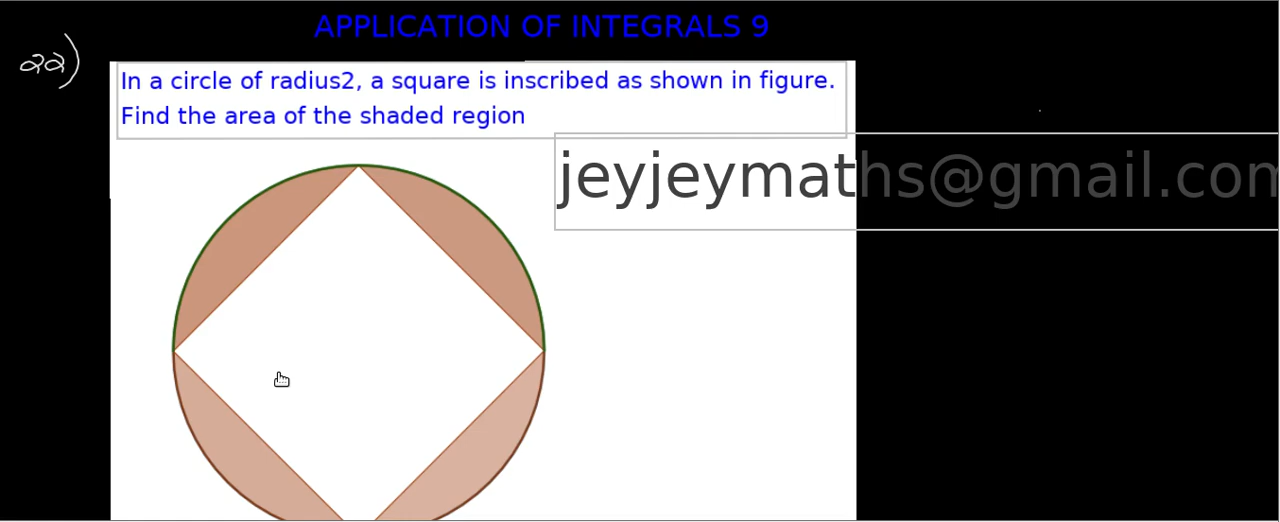 APPLICATION OF INTEGRALS 9
22)
In a circle of radius2, a square is inscribed as shown in figure.
Find the area of the shaded region
jeyjeymaths@gmail.com